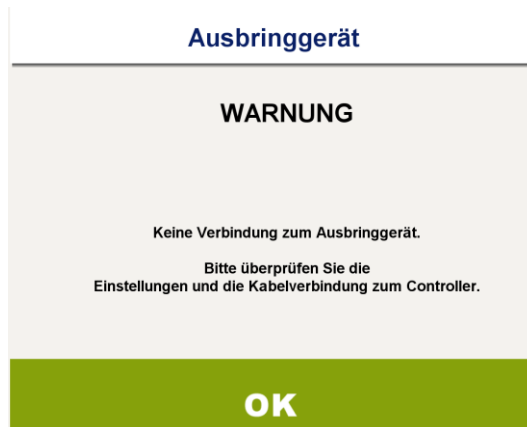 Ausbringgerät
WARNUNG
Keine Verbindung zum Ausbringgerät.
Bitte überprüfen Sie die
Einstellungen und die Kabelverbindung zum Controller.
OK